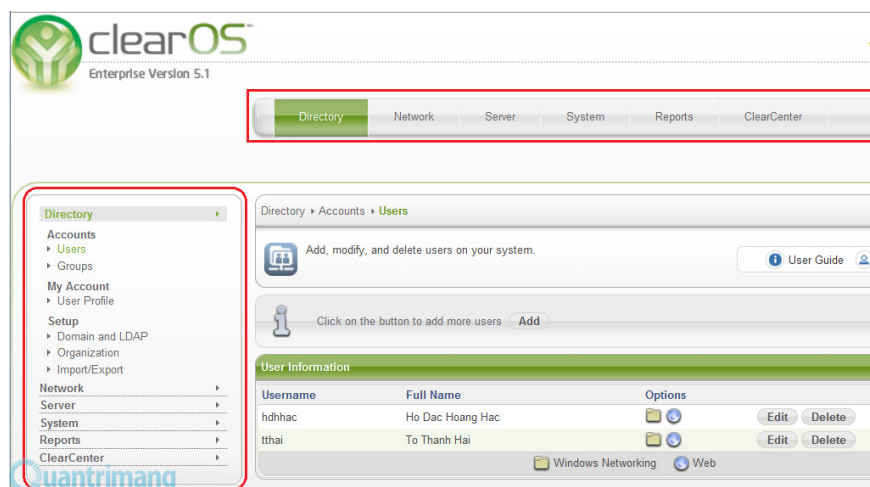 clearOS
Enterprise Version 5.1
Directory Network Server System Reports ClearCenter
Directory
Accounts
Users
Groups
My Account
User Profile
Setup
Domain and LDAP
Organization
Import/Export
Network
Server
System
Reports
ClearCenter
Directory Accounts Users
Add, modify, and delete users on your system.
User Guide
Click on the button to add more users Add
User Information
Username Full Name Options
hdhhac Ho Dac Hoang Hac Edit Delete
tthai To Thanh Hai Edit Delete
Windows Networking Web
Quantrimang